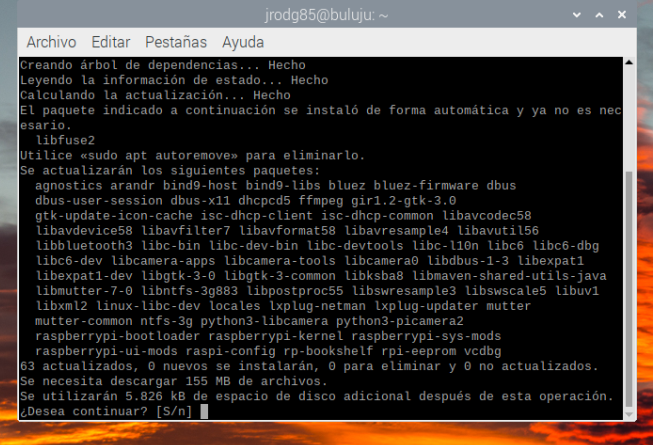 jrodg85@buluju: ~
Archivo Editar Pestañas Ayuda
Creando árbol de dependencias... Hecho
Leyendo la información de estado... Hecho
Calculando la actualización... Hecho
El paquete indicado a continuación se instaló de forma automática y ya no es nec
esario.
libfuse2
Utilice «sudo apt autoremove» para eliminarlo.
Se actualizarán los siguientes paquetes:
agnostics arandr bind9-host bind9-libs bluez bluez-firmware dbus
dbus-user-session dbus-x11 dhcpcd5 ffmpeg gir1.2-gtk-3.0
gtk-update-icon-cache isc-dhcp-client isc-dhcp-common libavcodec58
libavdevice58 libavfilter7 libavformat58 libavresample4 libavutil56
libbluetooth3 libc-bin libc-dev-bin libc-devtools libc-l10n libc6 libc6-dbg
libc6-dev libcamera-apps libcamera-tools libcamera0 libdbus-1-3 libexpat1
libexpat1-dev libgtk-3-0 libgtk-3-common libksba8 libmaven-shared-utils-java
libmutter-7-0 libntfs-3g883 libpostproc55 libswresample3 libswscale5 libuv1
libxml2 linux-libc-dev locales lxplug-netman lxplug-updater mutter
mutter-common ntfs-3g python3-libcamera python3-picamera2
raspberrypi-bootloader raspberrypi-kernel raspberrypi-sys-mods
raspberrypi-ui-mods raspi-config rp-bookshelf rpi-eeprom vcdbg
63 actualizados, 0 nuevos se instalarán, 0 para eliminar y 0 no actualizados.
Se necesita descargar 155 MB de archivos.
Se utilizarán 5.826 kB de espacio de disco adicional después de esta operación.
¿Desea continuar? [S/n]